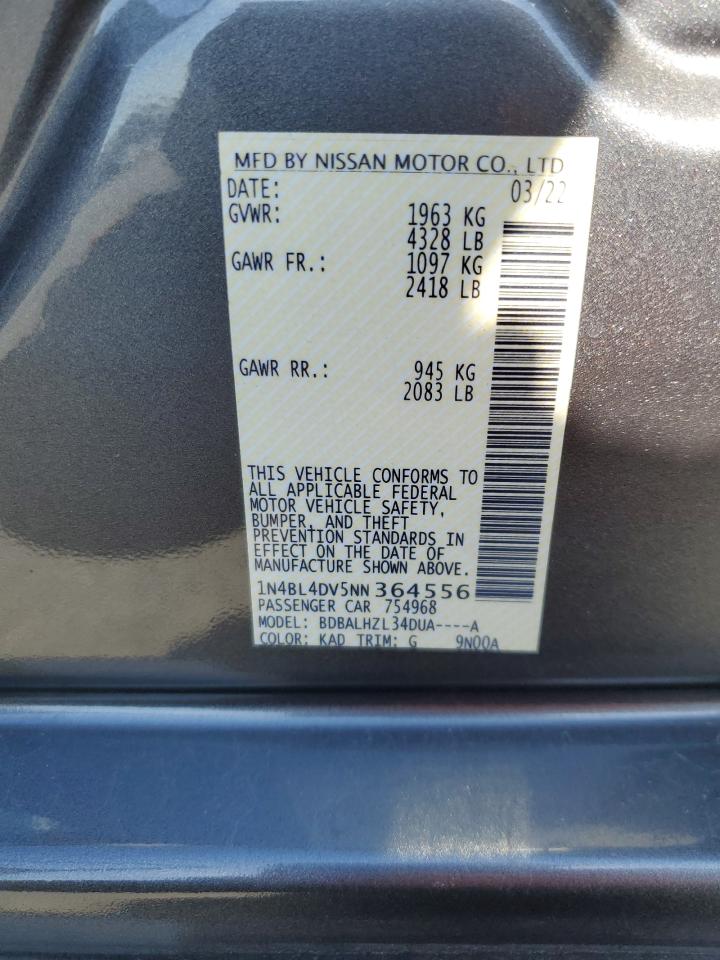 MFD BY NISSAN MOTOR CO., LTD
DATE: 03/22
GVWR: 1963 KG
4328 LB
GAWR FR.: 1097 KG
2418 LB
GAWR RR.: 945 KG
2083 LB
THIS VEHICLE CONFORMS TO
ALL APPLICABLE FEDERAL
MOTOR VEHICLE SAFETY,
BUMPER, AND THEFT
PREVENTION STANDARDS IN
EFFECT ON THE DATE OF
MANUFACTURE SHOWN ABOVE.
1N4BL4DV5NN364556
PASSENGER CAR 754968
MODEL: BDBALHZL34DUA----A
COLOR: KAD TRIM: G 9N00A